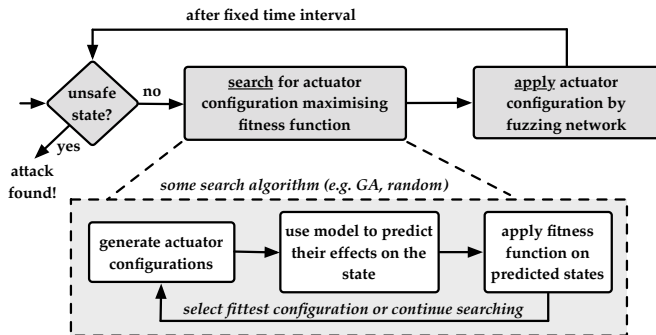 after fixed time interval
unsafe
state?
no
yes
attack
found!
search for actuator
configuration maximising
fitness function
apply actuator
configuration by
fuzzing network
some search algorithm (e.g. GA, random)
generate actuator
configurations
use model to predict
their effects on the
state
apply fitness
function on
predicted states
select fittest configuration or continue searching